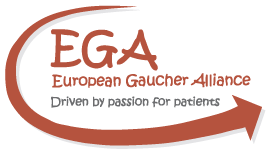 EGA
European Gaucher Alliance
Driven by passion for patients